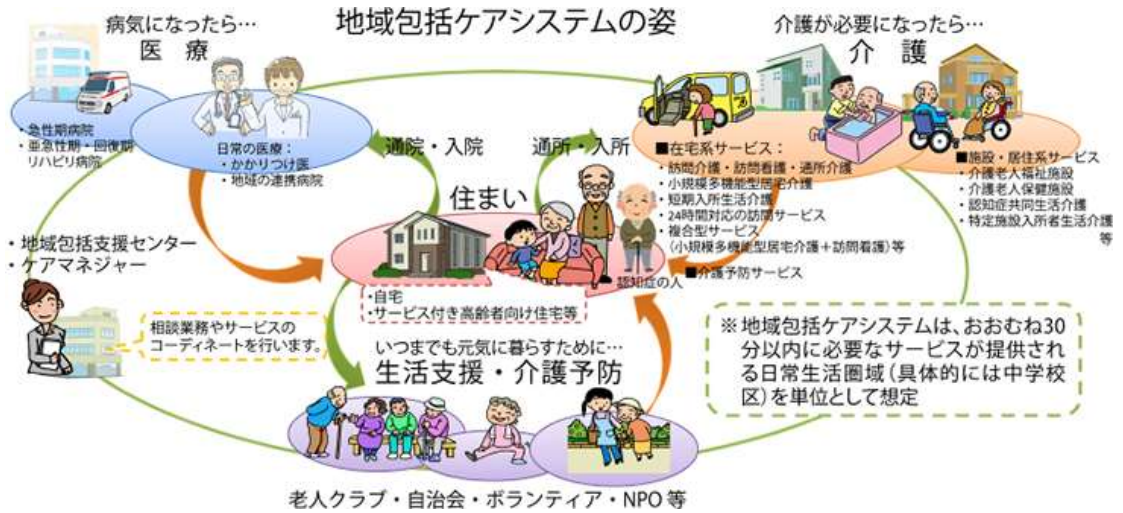 地域包括ケアシステムの姿
病気になったら…
医 療
・急性期病院
・亜急性期・回復期
リハビリ病院
日常の医療：
・かかりつけ医
・地域の連携病院
介護が必要になったら…
介 護
■在宅系サービス：
・訪問介護・訪問看護・通所介護
・小規模多機能型居宅介護
・短期入所生活介護
・24時間対応の訪問サービス
・複合型サービス
（小規模多機能型居宅介護＋訪問看護）等
■介護予防サービス
■施設・居住系サービス
・介護老人福祉施設
・介護老人保健施設
・認知症共同生活介護
・特定施設入所者生活介護
等
通院・入院
通所・入所
住まい
認知症の人
・自宅
・サービス付き高齢者向け住宅等
・地域包括支援センター
・ケアマネジャー
相談業務やサービスの
コーディネートを行います。
いつまでも元気に暮らすために…
生活支援・介護予防
老人クラブ・自治会・ボランティア・NPO 等
※地域包括ケアシステムは、おおむね30
分以内に必要なサービスが提供され
る日常生活圏域（具体的には中学校
区）を単位として想定